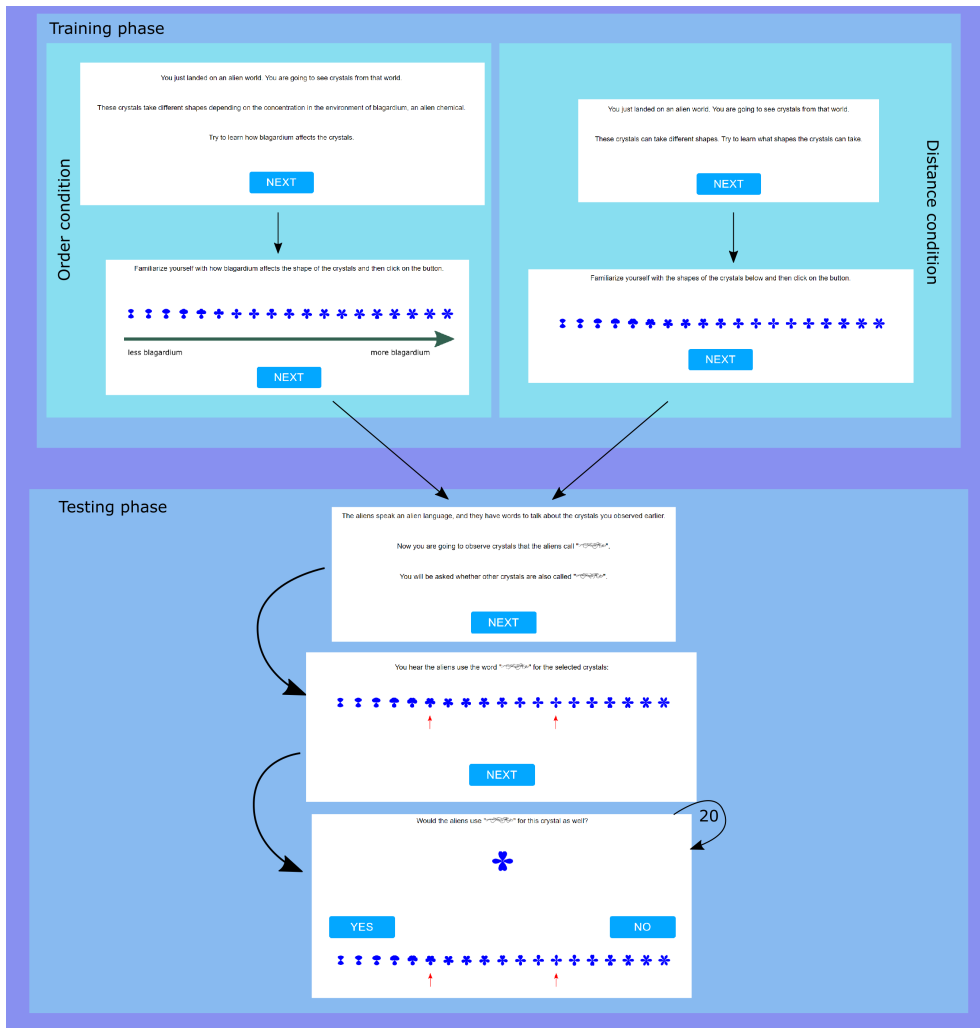 Training phase
Order condition
You just landed on an alien world. You are going to see crystals from that world.
These crystals take different shapes depending on the concentration in the environment of blagardium, an alien chemical.
Try to learn how blagardium affects the crystals.
NEXT
Familiarize yourself with how blagardium affects the shape of the crystals and then click on the button.
less blagardium
more blagardium
NEXT
Distance condition
You just landed on an alien world. You are going to see crystals from that world.
These crystals can take different shapes. Try to learn what shapes the crystals can take.
NEXT
Familiarize yourself with the shapes of the crystals below and then click on the button.
NEXT
Testing phase
The aliens speak an alien language, and they have words to talk about the crystals you observed earlier.
Now you are going to observe crystals that the aliens call "".
You will be asked whether other crystals are also called "".
NEXT
You hear the aliens use the word "" for the selected crystals:
NEXT
Would the aliens use "" for this crystal as well?
20
YES
NO